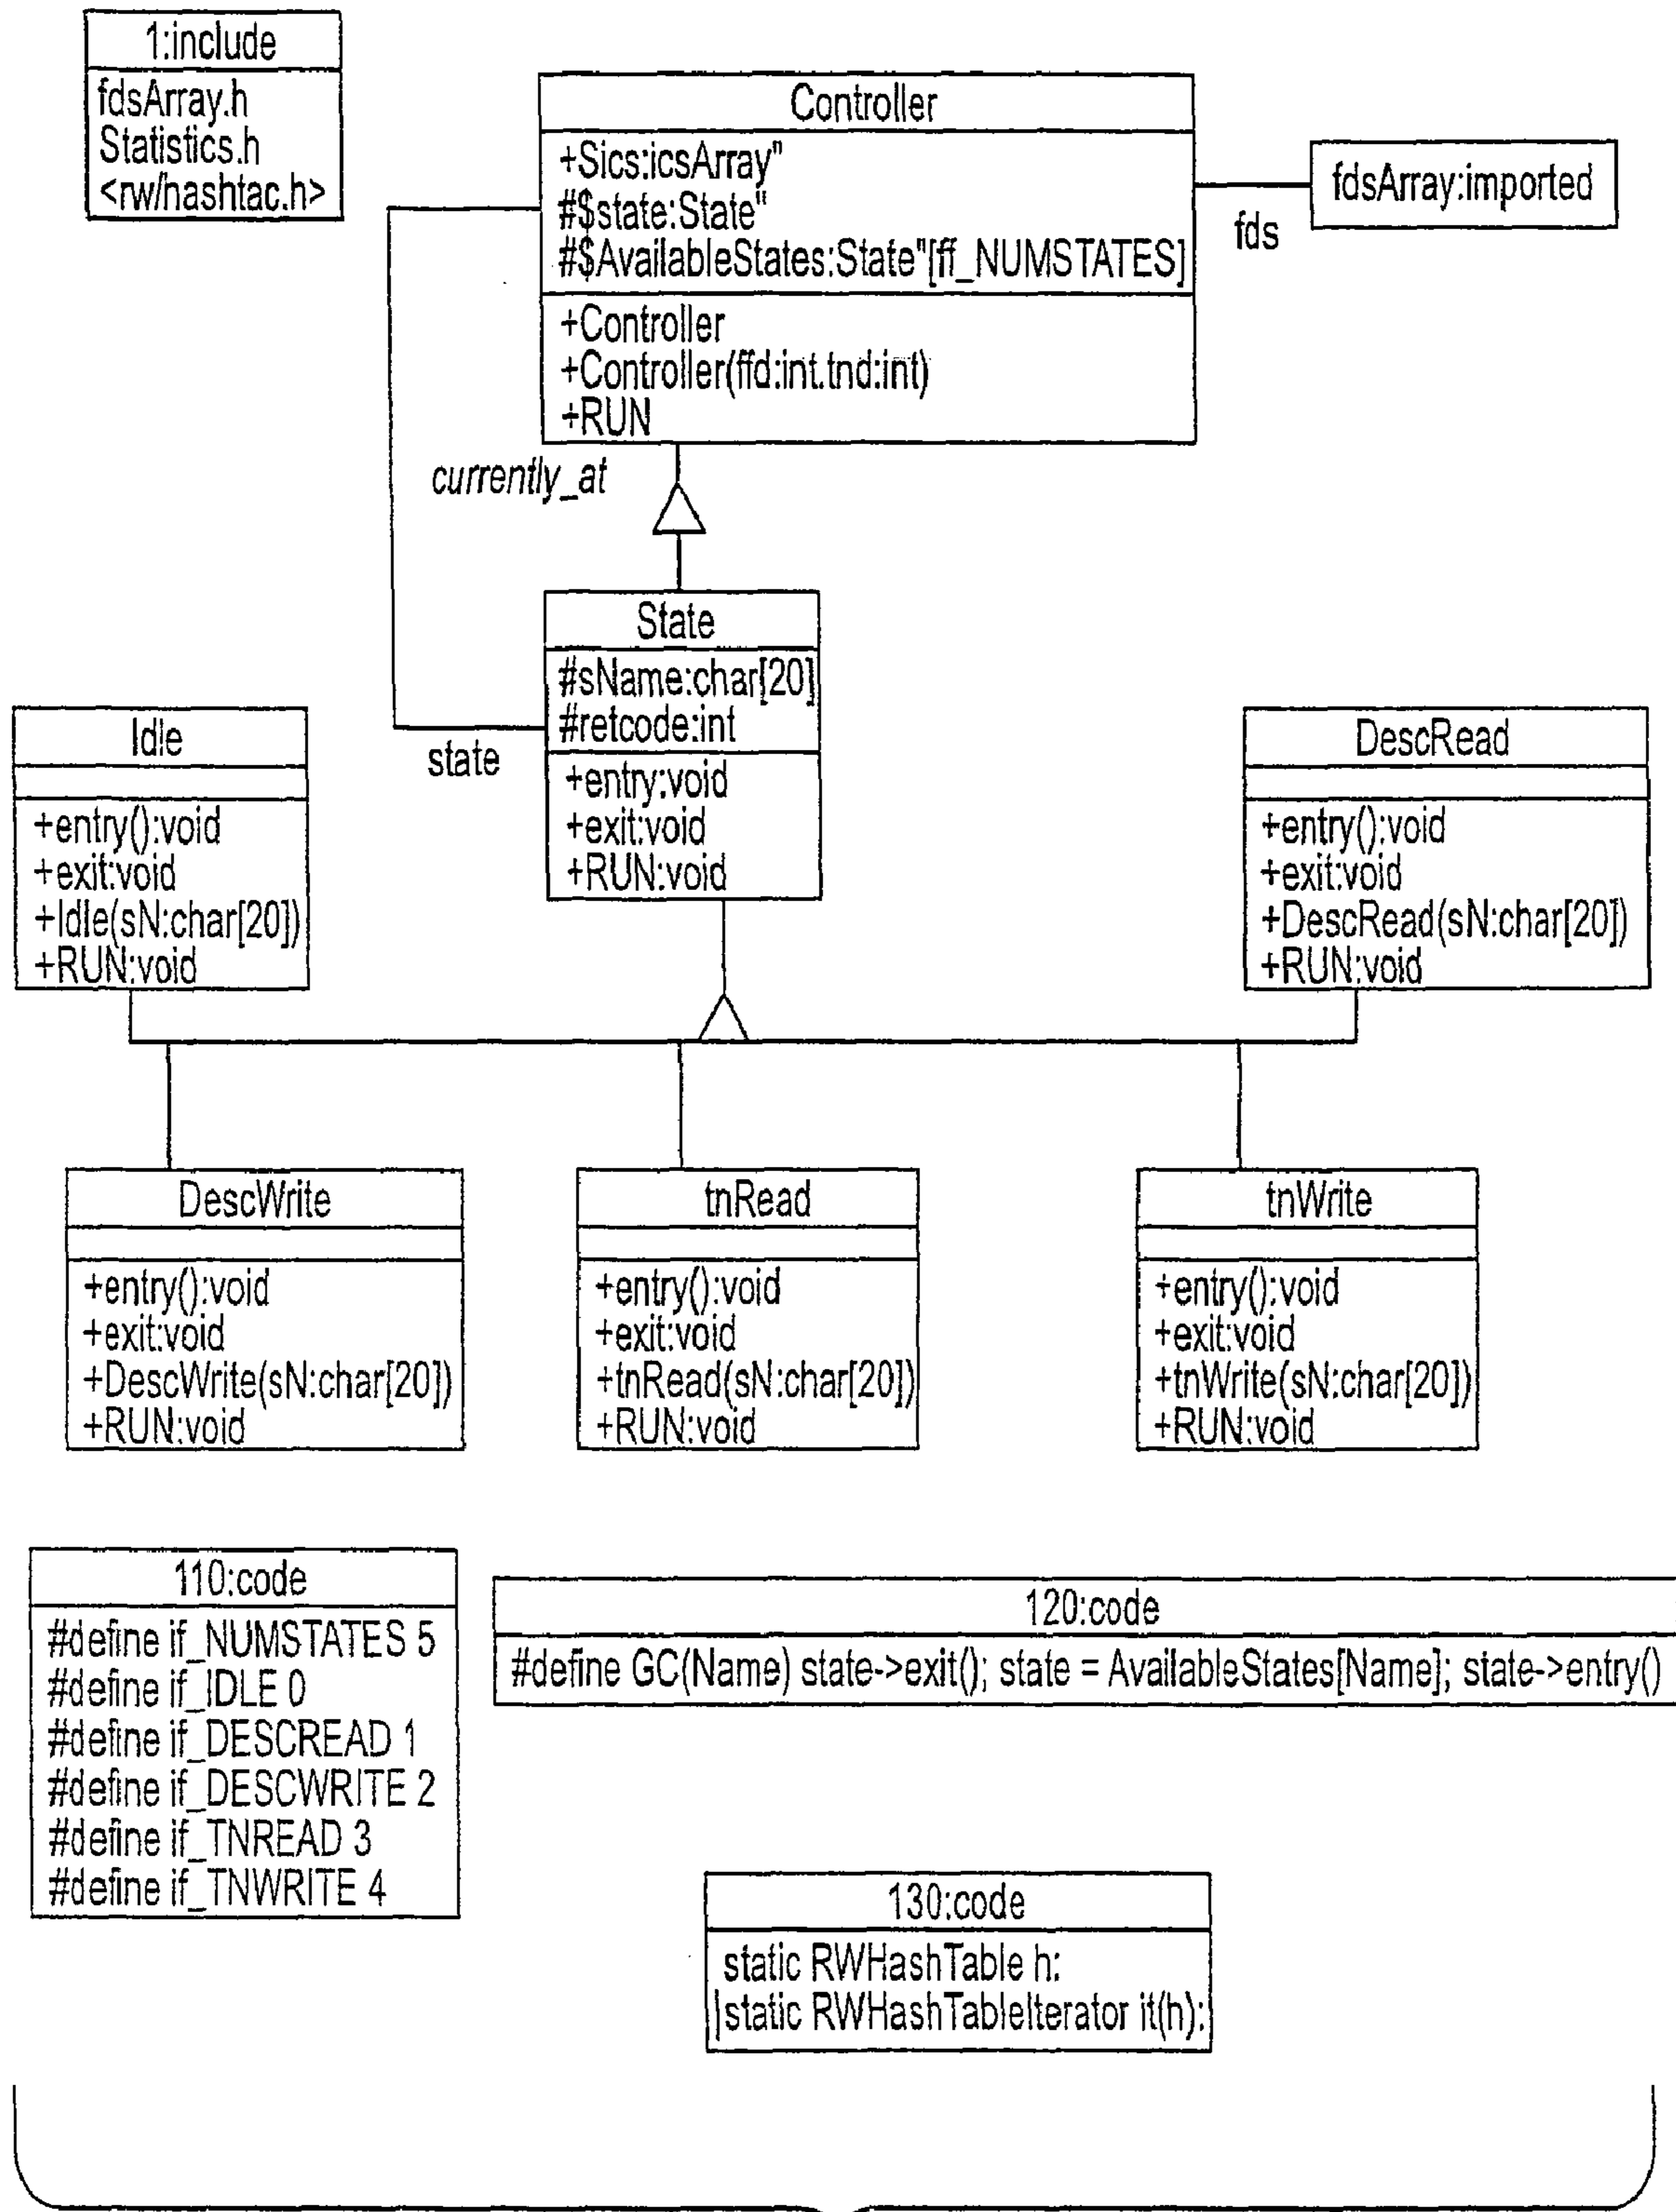 1:include
fdsArray.h
Statistics.h
<rw/hashtac.h>
Controller
+Sics:icsArray"
#$state:State"
#$AvailableStates:State"[ff_NUMSTATES]
+Controller
+Controller(ffd:int.tnd:int)
+RUN
fdsArray:imported
fds
currently_at
State
#sName:char[20]
#retcode:int
+entry:void
+exit:void
+RUN:void
state
Idle
+entry():void
+exit:void
+Idle(sN:char[20])
+RUN:void
DescRead
+entry():void
+exit:void
+DescRead(sN:char[20])
+RUN:void
DescWrite
+entry():void
+exit:void
+DescWrite(sN:char[20])
+RUN:void
tnRead
+entry():void
+exit:void
+tnRead(sN:char[20])
+RUN:void
tnWrite
+entry():void
+exit:void
+tnWrite(sN:char[20])
+RUN:void
110:code
#define if_NUMSTATES 5
#define if_IDLE 0
#define if_DESCREAD 1
#define if_DESCWRITE 2
#define if_TNREAD 3
#define if_TNWRITE 4
120:code
#define GC(Name) state->exit(); state = AvailableStates[Name]; state->entry()
130:code
static RWHashTable h:
static RWHashTableIterator it(h):